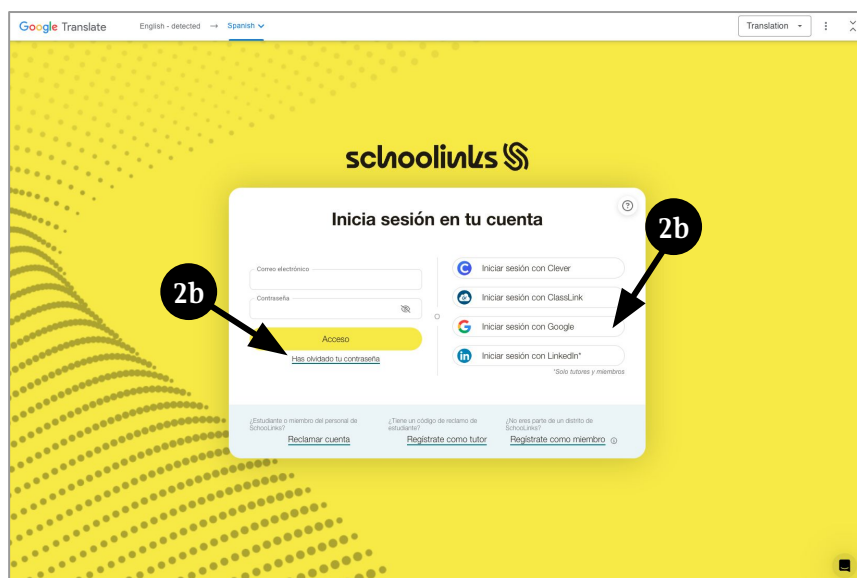 Google Translate English - detected → Spanish Translation
schoolinks
Inicia sesión en tu cuenta
2b
2b
Correo electrónico
Contraseña
Acceso
Has olvidado tu contraseña
o
Iniciar sesión con Clever
Iniciar sesión con ClassLink
Iniciar sesión con Google
Iniciar sesión con LinkedIn*
*Solo tutores y miembros
¿Estudiante o miembro del personal de
SchooLinks?
Reclamar cuenta
¿Tiene un código de reclamo de
estudiante?
Regístrate como tutor
¿No eres parte de un distrito de
SchooLinks?
Regístrate como miembro